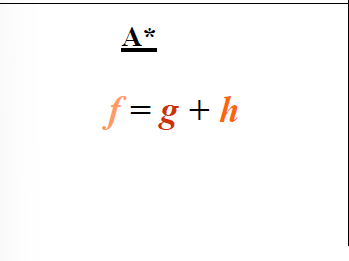 A*
f = g + h